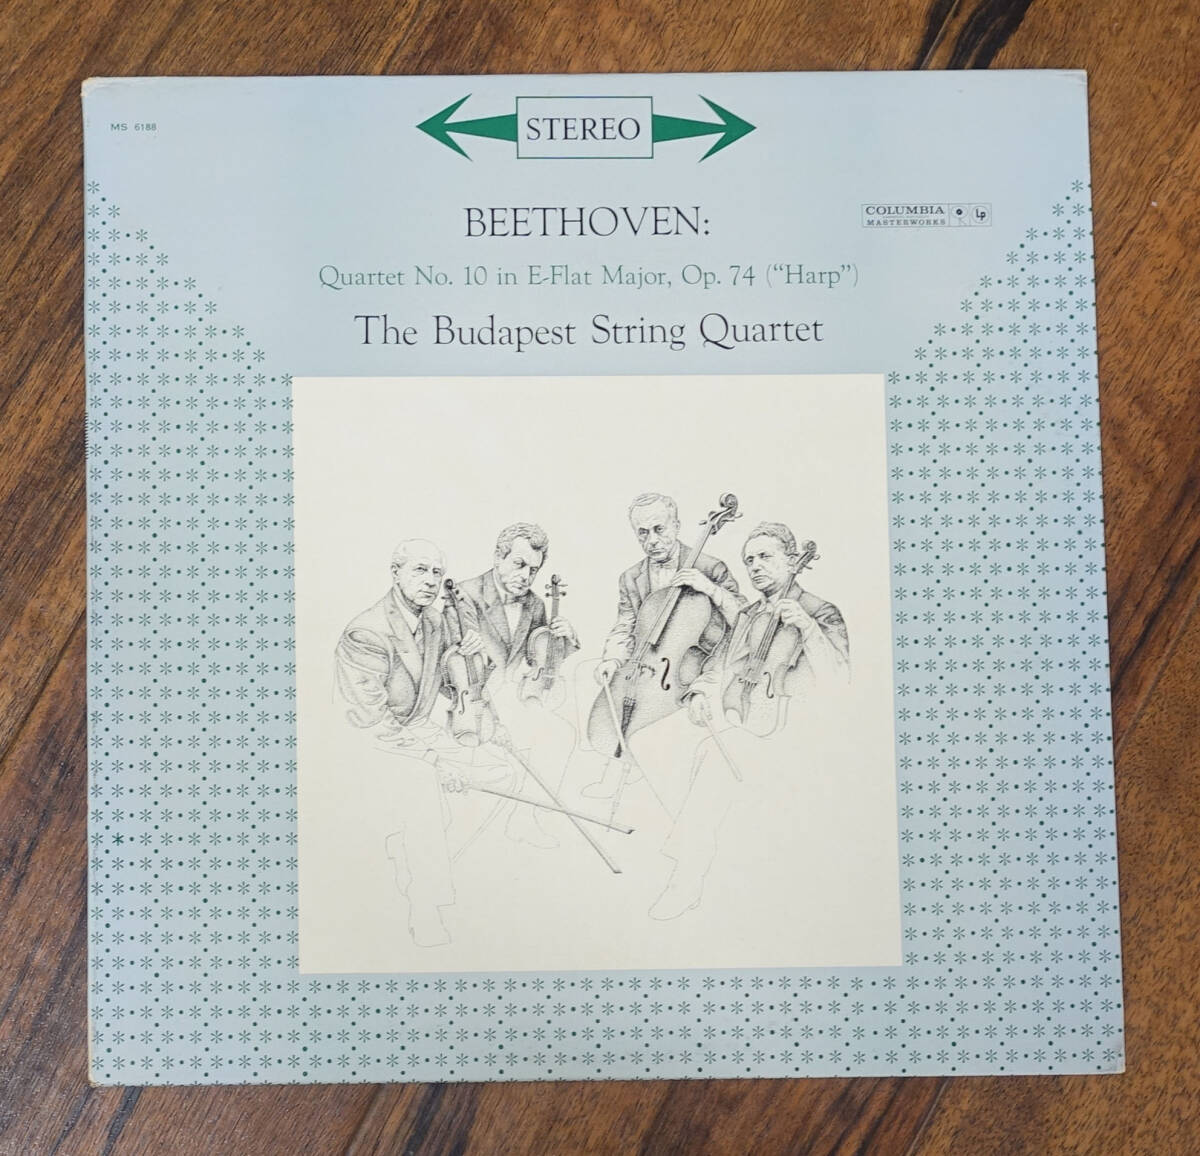 MS 6188
STEREO
BEETHOVEN:
COLUMBIA
MASTERWORKS
Lp
Quartet No. 10 in E-Flat Major, Op. 74 (“Harp”)
The Budapest String Quartet